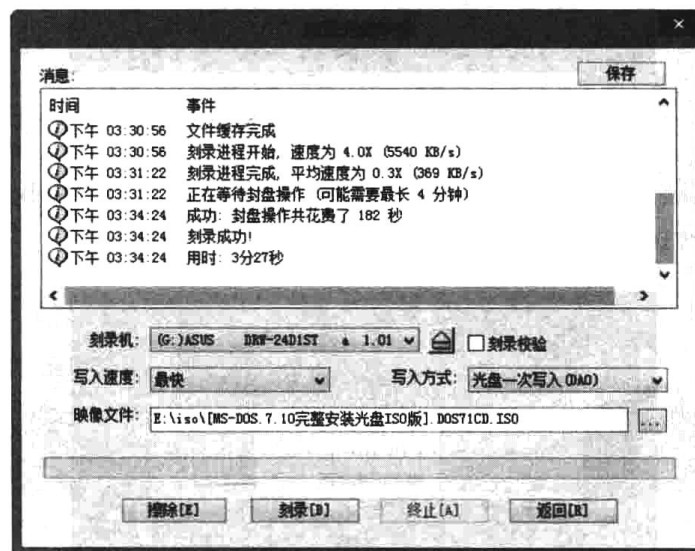 ×
消息:
保存
时间 事件
下午 03:30:56 文件缓存完成
下午 03:30:56 刻录进程开始, 速度为 4.0X (5540 KB/s)
下午 03:31:22 刻录进程完成, 平均速度为 0.3X (369 KB/s)
下午 03:31:22 正在等待封盘操作 (可能需要最长 4 分钟)
下午 03:34:24 成功: 封盘操作共花费了 182 秒
下午 03:34:24 刻录成功!
下午 03:34:24 用时: 3分27秒
刻录机: (G:)ASUS DRW-24D1ST a 1.01 刻录校验
写入速度: 最快 写入方式: 光盘一次写入(DAO)
映像文件: E:\iso\[MS-DOS.7.10完整安装光盘ISO版].DOS71CD.ISO ...
擦除[E] 刻录[B] 终止[A] 返回[R]